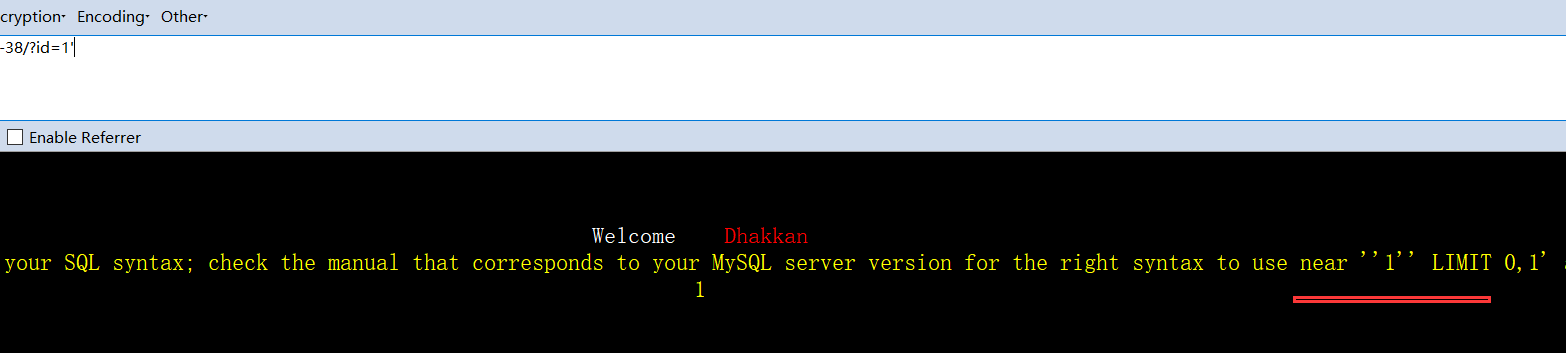 cryption Encoding Other
-38/?id=1'
Enable Referrer
Welcome Dhakkan
your SQL syntax; check the manual that corresponds to your MySQL server version for the right syntax to use near ''1'' LIMIT 0,1'
1